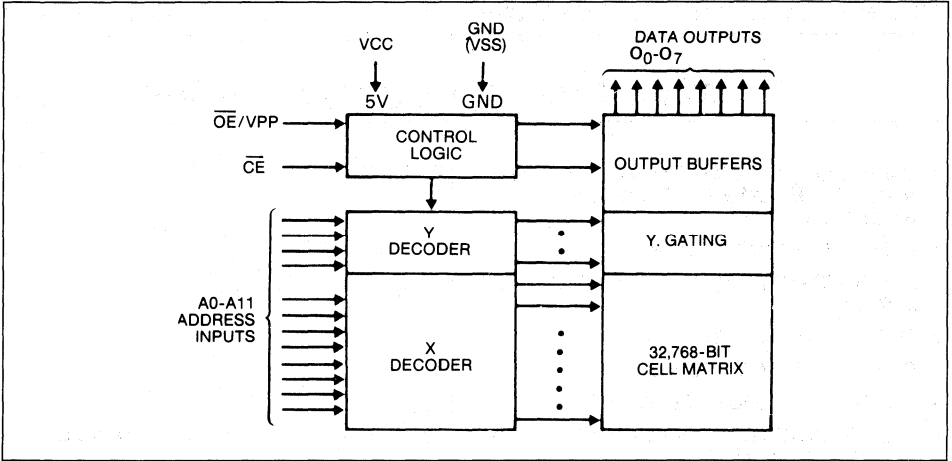 VCC
GND
(VSS)
DATA OUTPUTS
O0-O7
5V
GND
OE/VPP
CE
CONTROL
LOGIC
OUTPUT BUFFERS
Y
DECODER
Y. GATING
A0-A11
ADDRESS
INPUTS
X
DECODER
32,768-BIT
CELL MATRIX